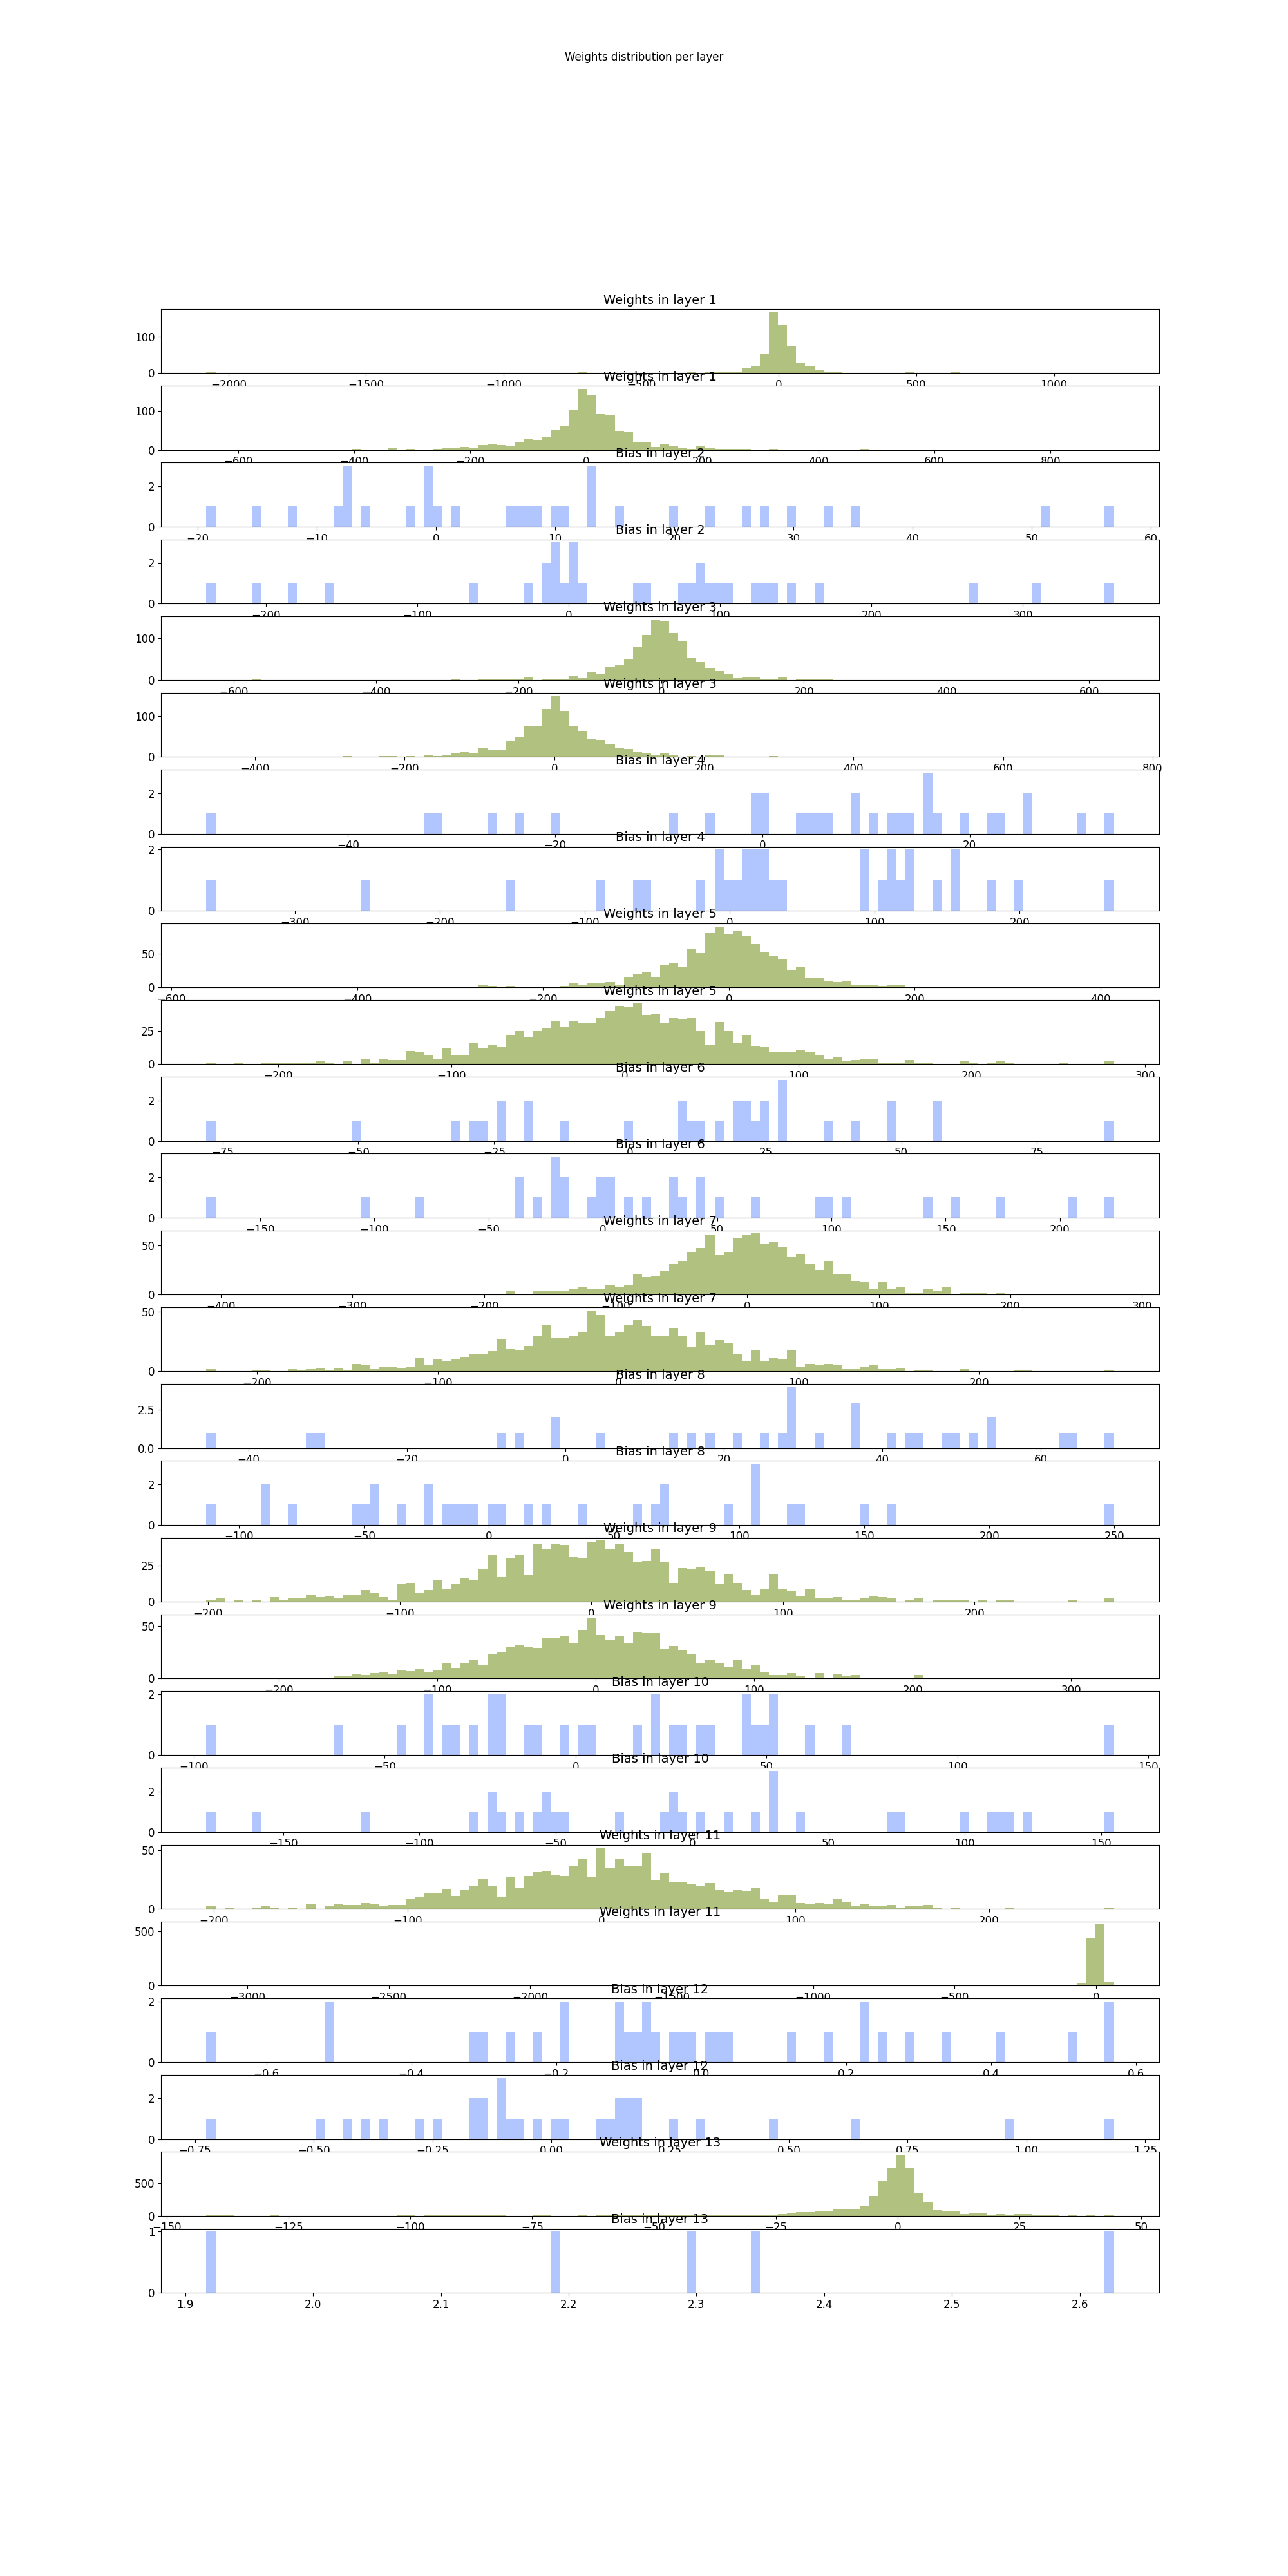 Weights distribution per layer
Weights in layer 1
100
0
−2000 −1500 −1000 −500 0 500 1000
Weights in layer 1
100
0
−600 −400 −200 0 200 400 600 800
Bias in layer 2
2
0
−20 −10 0 10 20 30 40 50 60
Bias in layer 2
2
0
−200 −100 0 100 200 300
Weights in layer 3
100
0
−600 −400 −200 0 200 400 600
Weights in layer 3
100
0
−400 −200 0 200 400 600 800
Bias in layer 4
2
0
−40 −20 0 20
Bias in layer 4
2
0
−300 −200 −100 0 100 200
Weights in layer 5
50
0
−600 −400 −200 0 200 400
Weights in layer 5
25
0
−200 −100 0 100 200 300
Bias in layer 6
2
0
−75 −50 −25 0 25 50 75
Bias in layer 6
2
0
−150 −100 −50 0 50 100 150 200
Weights in layer 7
50
0
−400 −300 −200 −100 0 100 200 300
Weights in layer 7
50
0
−200 −100 0 100 200
Bias in layer 8
2.5
0.0
−40 −20 0 20 40 60
Bias in layer 8
2
0
−100 −50 0 50 100 150 200 250
Weights in layer 9
25
0
−200 −100 0 100 200
Weights in layer 9
50
0
−200 −100 0 100 200 300
Bias in layer 10
2
0
−100 −50 0 50 100 150
Bias in layer 10
2
0
−150 −100 −50 0 50 100 150
Weights in layer 11
50
0
−200 −100 0 100 200
Weights in layer 11
500
0
−3000 −2500 −2000 −1500 −1000 −500 0
Bias in layer 12
2
0
−0.6 −0.4 −0.2 0.0 0.2 0.4 0.6
Bias in layer 12
2
0
−0.75 −0.50 −0.25 0.00 0.25 0.50 0.75 1.00 1.25
Weights in layer 13
500
0
−150 −125 −100 −75 −50 −25 0 25 50
Bias in layer 13
1
0
1.9 2.0 2.1 2.2 2.3 2.4 2.5 2.6